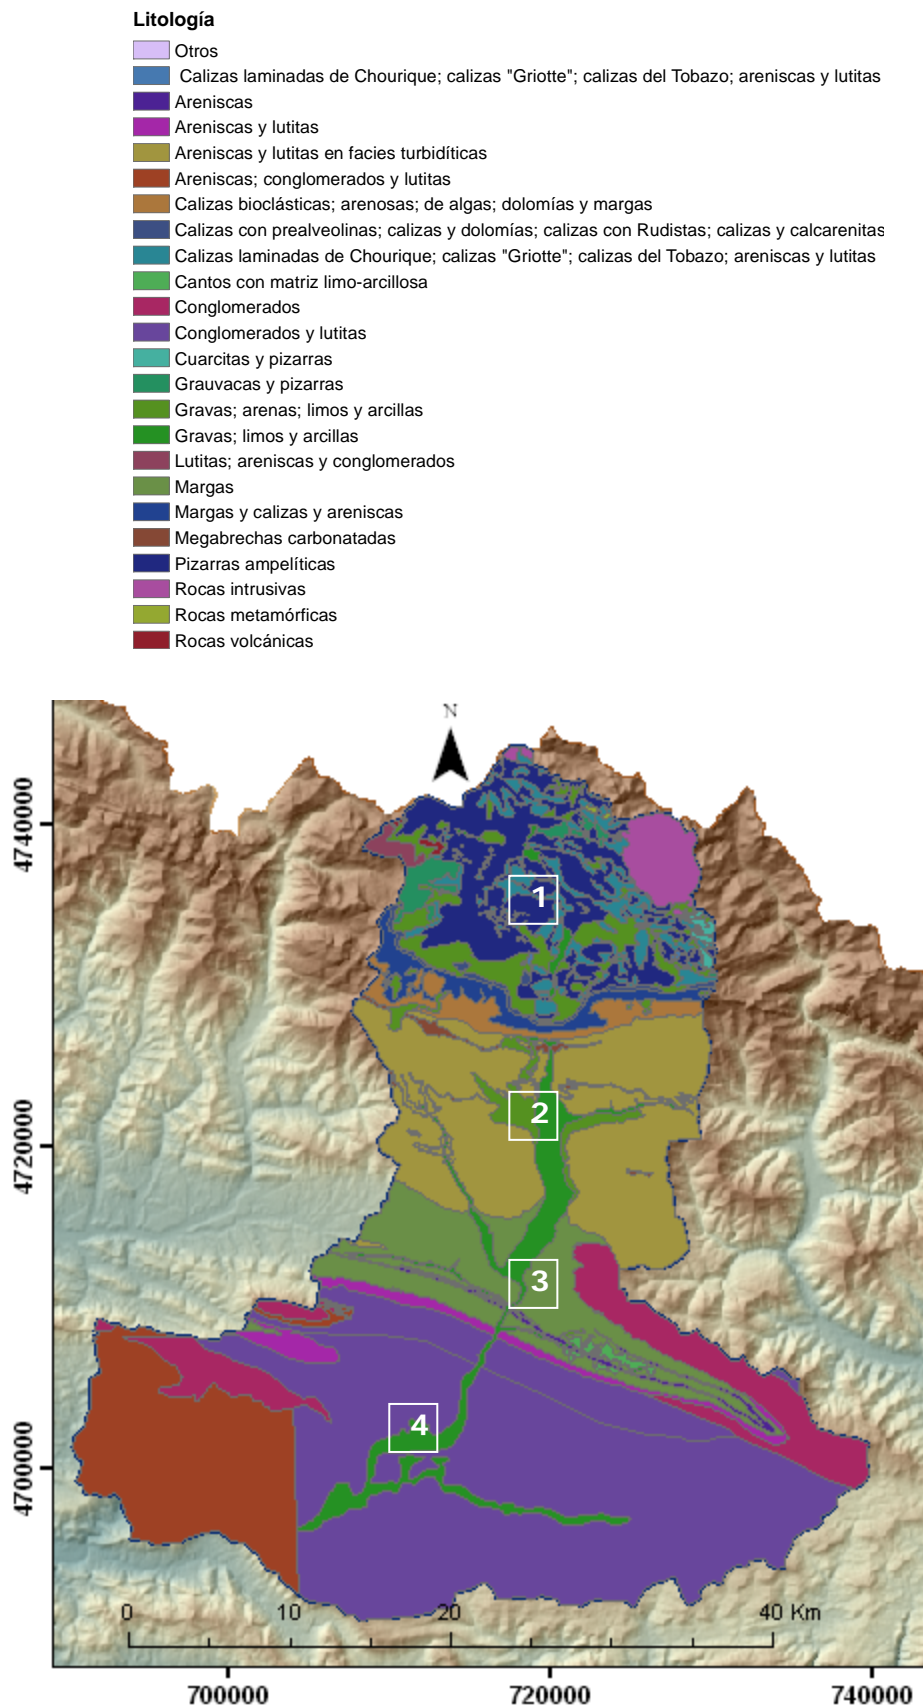 Litología
Otros
Calizas laminadas de Chourique; calizas "Griotte"; calizas del Tobazo; areniscas y lutitas
Areniscas
Areniscas y lutitas
Areniscas y lutitas en facies turbidíticas
Areniscas; conglomerados y lutitas
Calizas bioclásticas; arenosas; de algas; dolomías y margas
Calizas con prealveolinas; calizas y dolomías; calizas con Rudistas; calizas y calcarenitas
Calizas laminadas de Chourique; calizas "Griotte"; calizas del Tobazo; areniscas y lutitas
Cantos con matriz limo-arcillosa
Conglomerados
Conglomerados y lutitas
Cuarcitas y pizarras
Grauvacas y pizarras
Gravas; arenas; limos y arcillas
Gravas; limos y arcillas
Lutitas; areniscas y conglomerados
Margas
Margas y calizas y areniscas
Megabrechas carbonatadas
Pizarras ampelíticas
Rocas intrusivas
Rocas metamórficas
Rocas volcánicas
N
4740000
1
2
4720000
3
4
4700000
0 10 20 40 Km
700000 720000 740000